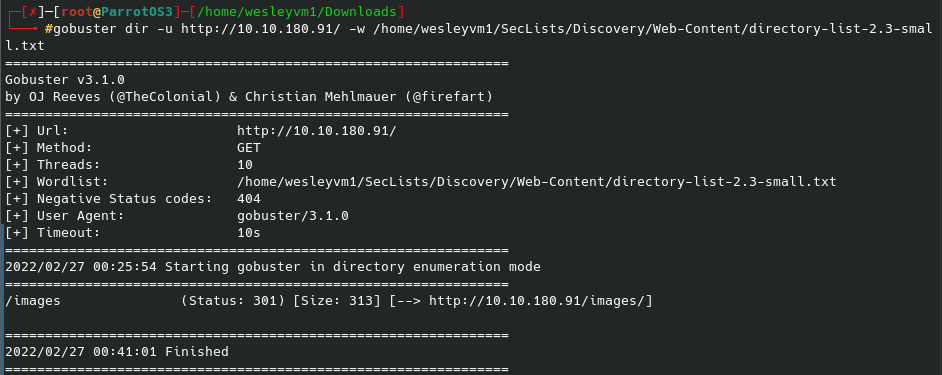 ┌─[✗]─[root@ParrotOS3]─[/home/wesleyvm1/Downloads]
└──╼ #gobuster dir -u http://10.10.180.91/ -w /home/wesleyvm1/SecLists/Discovery/Web-Content/directory-list-2.3-smal
l.txt
===============================================================
Gobuster v3.1.0
by OJ Reeves (@TheColonial) & Christian Mehlmauer (@firefart)
===============================================================
[+] Url:                     http://10.10.180.91/
[+] Method:                  GET
[+] Threads:                 10
[+] Wordlist:                /home/wesleyvm1/SecLists/Discovery/Web-Content/directory-list-2.3-small.txt
[+] Negative Status codes:   404
[+] User Agent:              gobuster/3.1.0
[+] Timeout:                 10s
===============================================================
2022/02/27 00:25:54 Starting gobuster in directory enumeration mode
===============================================================
/images               (Status: 301) [Size: 313] [--> http://10.10.180.91/images/]
===============================================================
2022/02/27 00:41:01 Finished
===============================================================